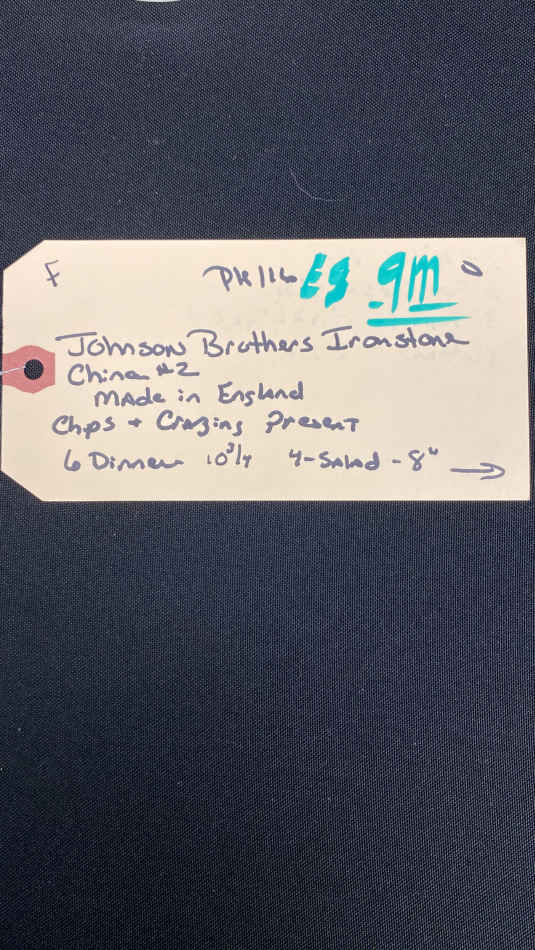 F PK116 E8 9m
Johnson Brothers Ironstone
China #2
Made in England
Chips + Crazing Present
6 Dinner 10 3/4 4-Salad - 8" →